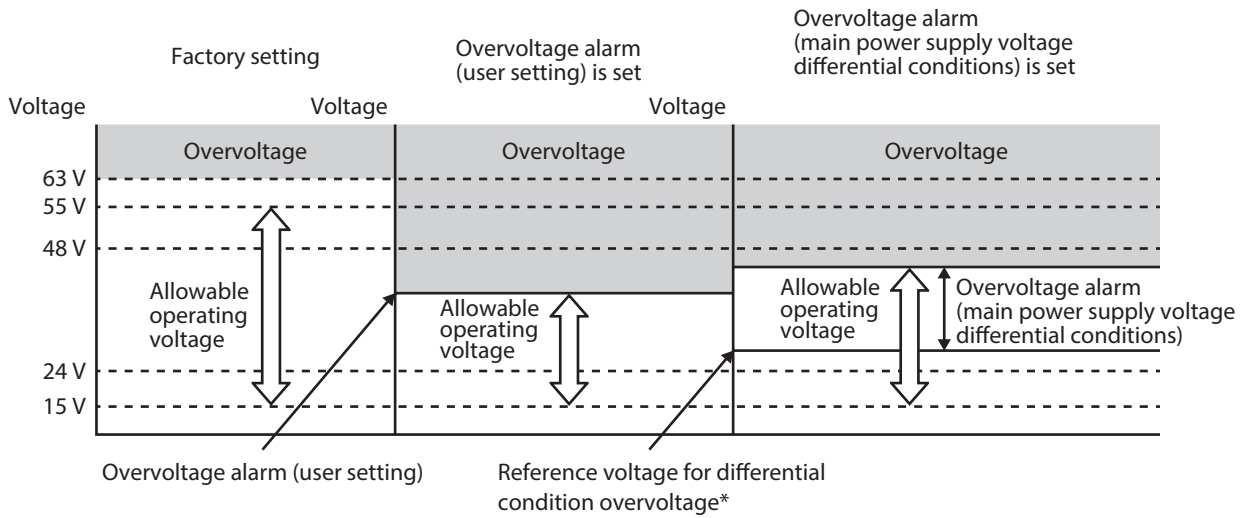 Factory setting
Overvoltage alarm
(user setting) is set
Overvoltage alarm
(main power supply voltage
differential conditions) is set
Voltage
Voltage
Voltage
Overvoltage
Overvoltage
Overvoltage
63 V
55 V
48 V
24 V
15 V
Allowable
operating
voltage
Allowable
operating
voltage
Allowable
operating
voltage
Overvoltage alarm
(main power supply voltage
differential conditions)
Overvoltage alarm (user setting)
Reference voltage for differential
condition overvoltage*